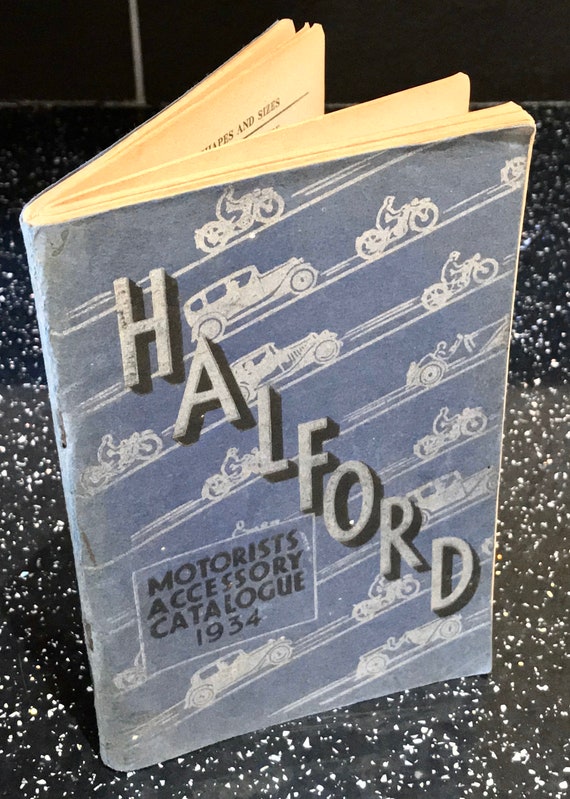 SHAPES AND SIZES
HALFORD
MOTORISTS
ACCESSORY
CATALOGUE
1934